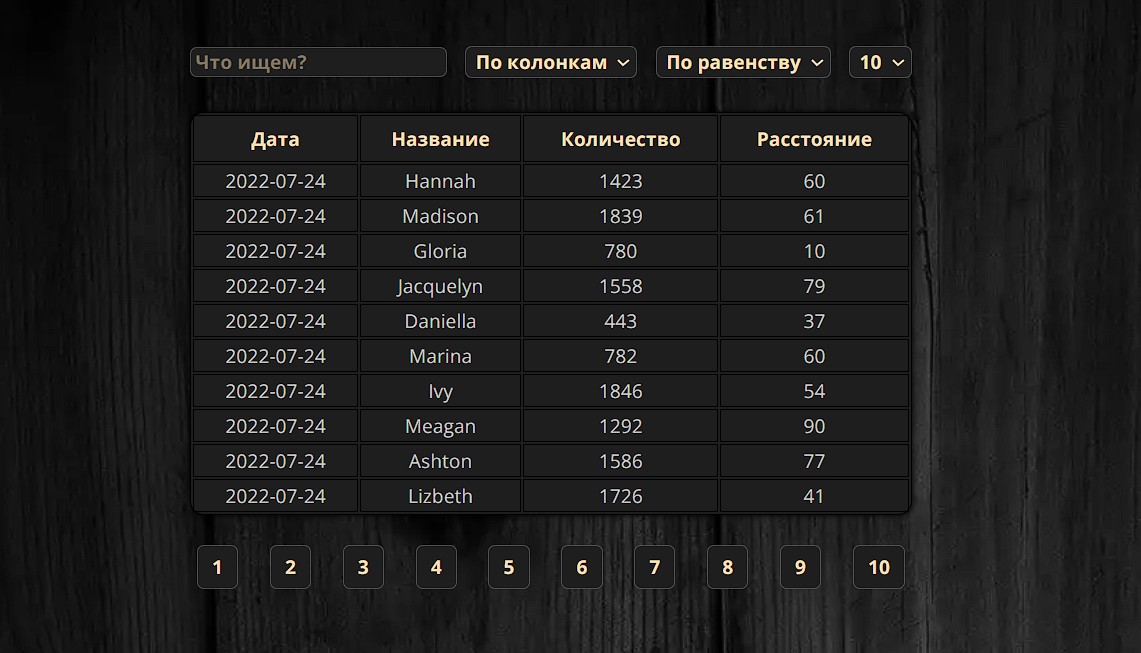 Что ищем? По колонкам По равенству 10
Дата Название Количество Расстояние
2022-07-24 Hannah 1423 60
2022-07-24 Madison 1839 61
2022-07-24 Gloria 780 10
2022-07-24 Jacquelyn 1558 79
2022-07-24 Daniella 443 37
2022-07-24 Marina 782 60
2022-07-24 Ivy 1846 54
2022-07-24 Meagan 1292 90
2022-07-24 Ashton 1586 77
2022-07-24 Lizbeth 1726 41
1 2 3 4 5 6 7 8 9 10